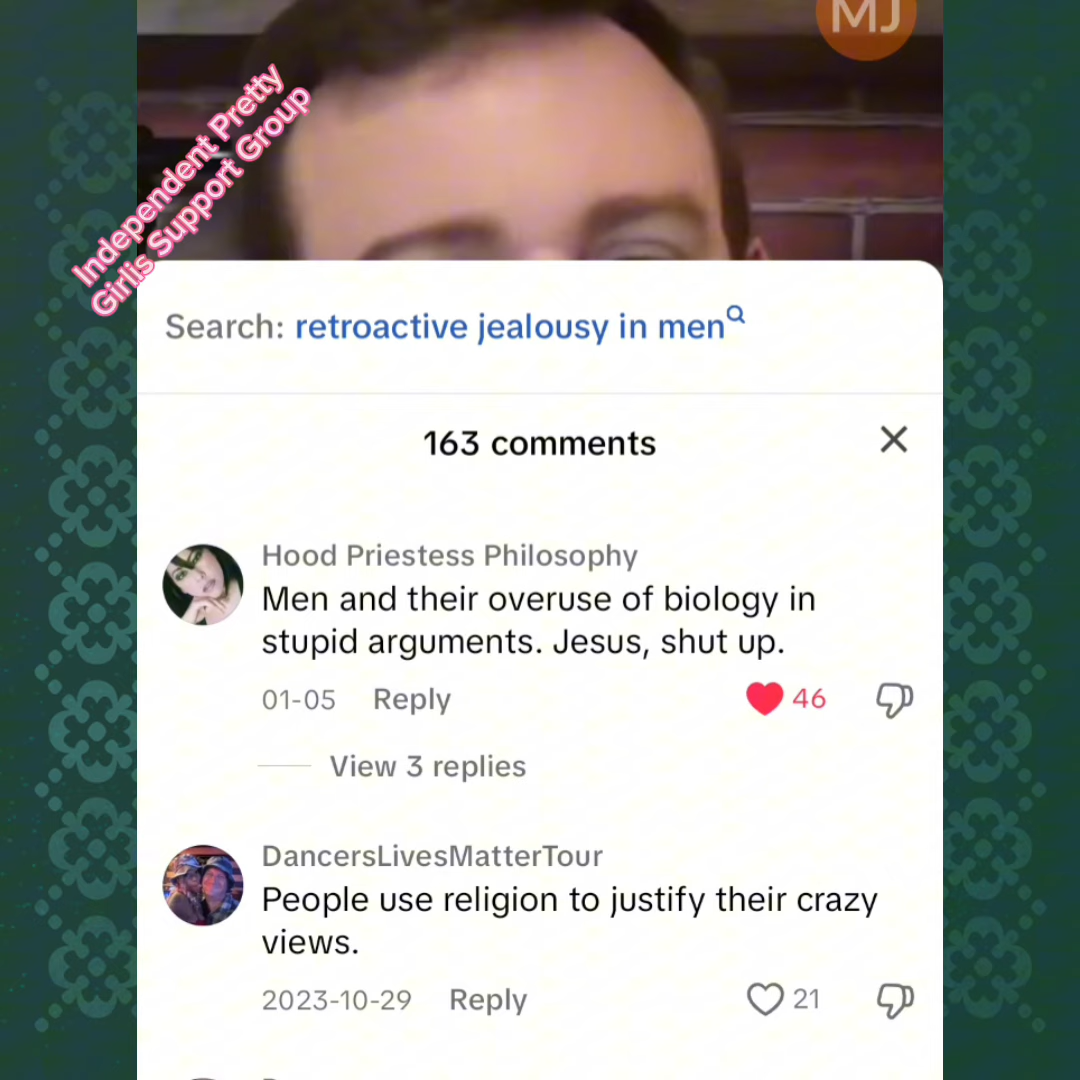 MJ
Independent Pretty
Girlis Support Group
Search: retroactive jealousy in men
163 comments
Hood Priestess Philosophy
Men and their overuse of biology in
stupid arguments. Jesus, shut up.
01-05 Reply 46
View 3 replies
DancersLivesMatterTour
People use religion to justify their crazy
views.
2023-10-29 Reply 21